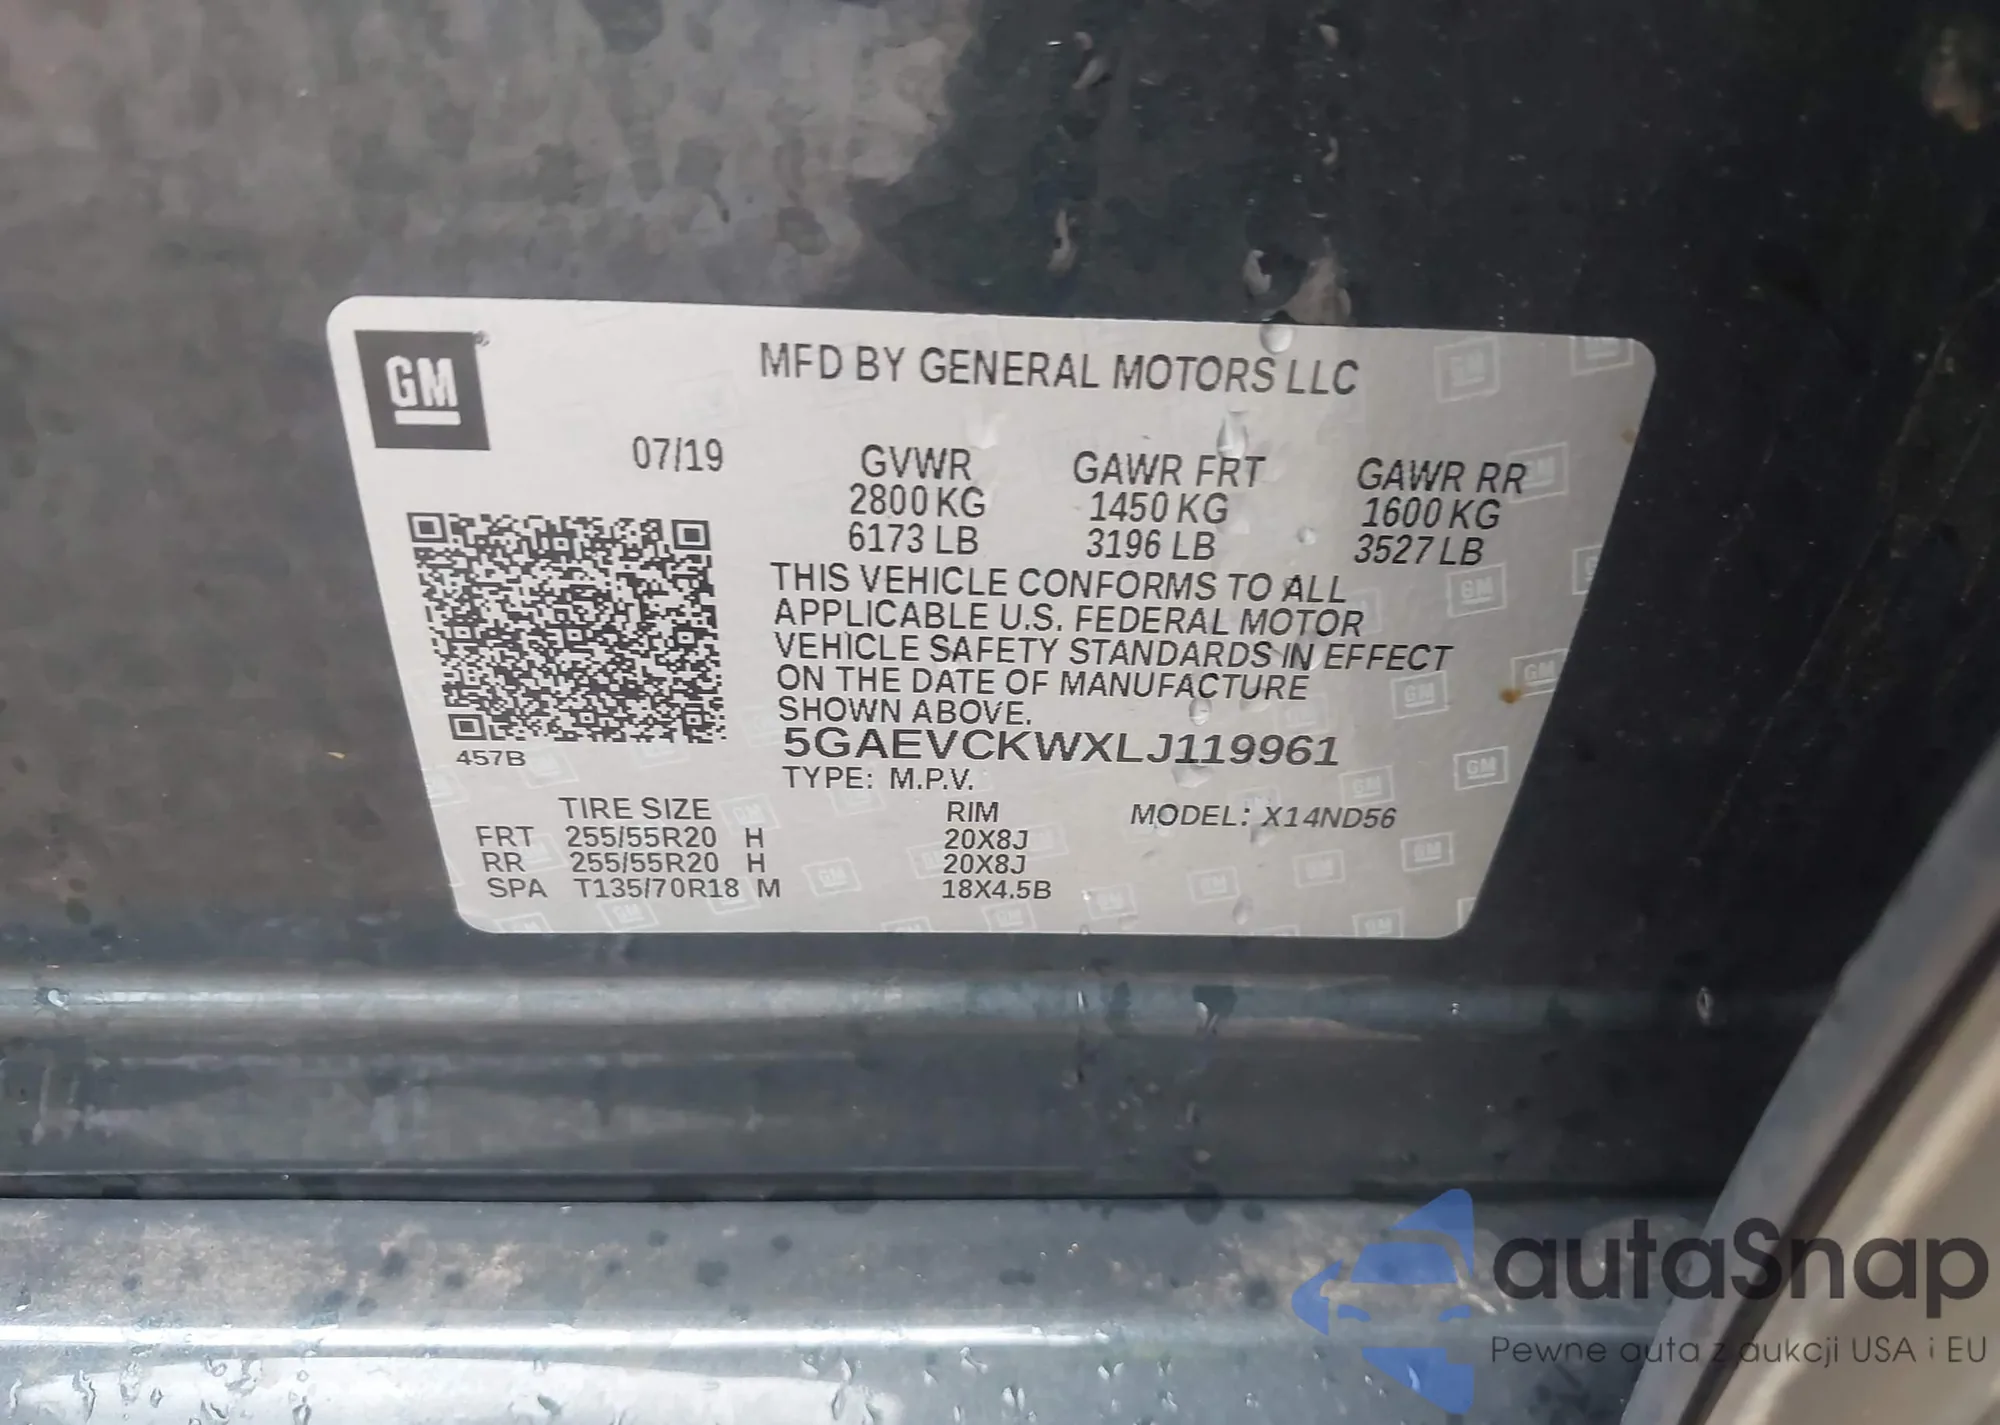 GM
MFD BY GENERAL MOTORS LLC
07/19
GVWR GAWR FRT GAWR RR
2800 KG 1450 KG 1600 KG
6173 LB 3196 LB 3527 LB
THIS VEHICLE CONFORMS TO ALL
APPLICABLE U.S. FEDERAL MOTOR
VEHICLE SAFETY STANDARDS IN EFFECT
ON THE DATE OF MANUFACTURE
SHOWN ABOVE.
5GAEVCKWXLJ119961
457B
TYPE: M.P.V.
TIRE SIZE RIM MODEL: X14ND56
FRT 255/55R20 H 20X8J
RR 255/55R20 H 20X8J
SPA T135/70R18 M 18X4.5B
autaSnap
Pewne auta z aukcji USA i EU